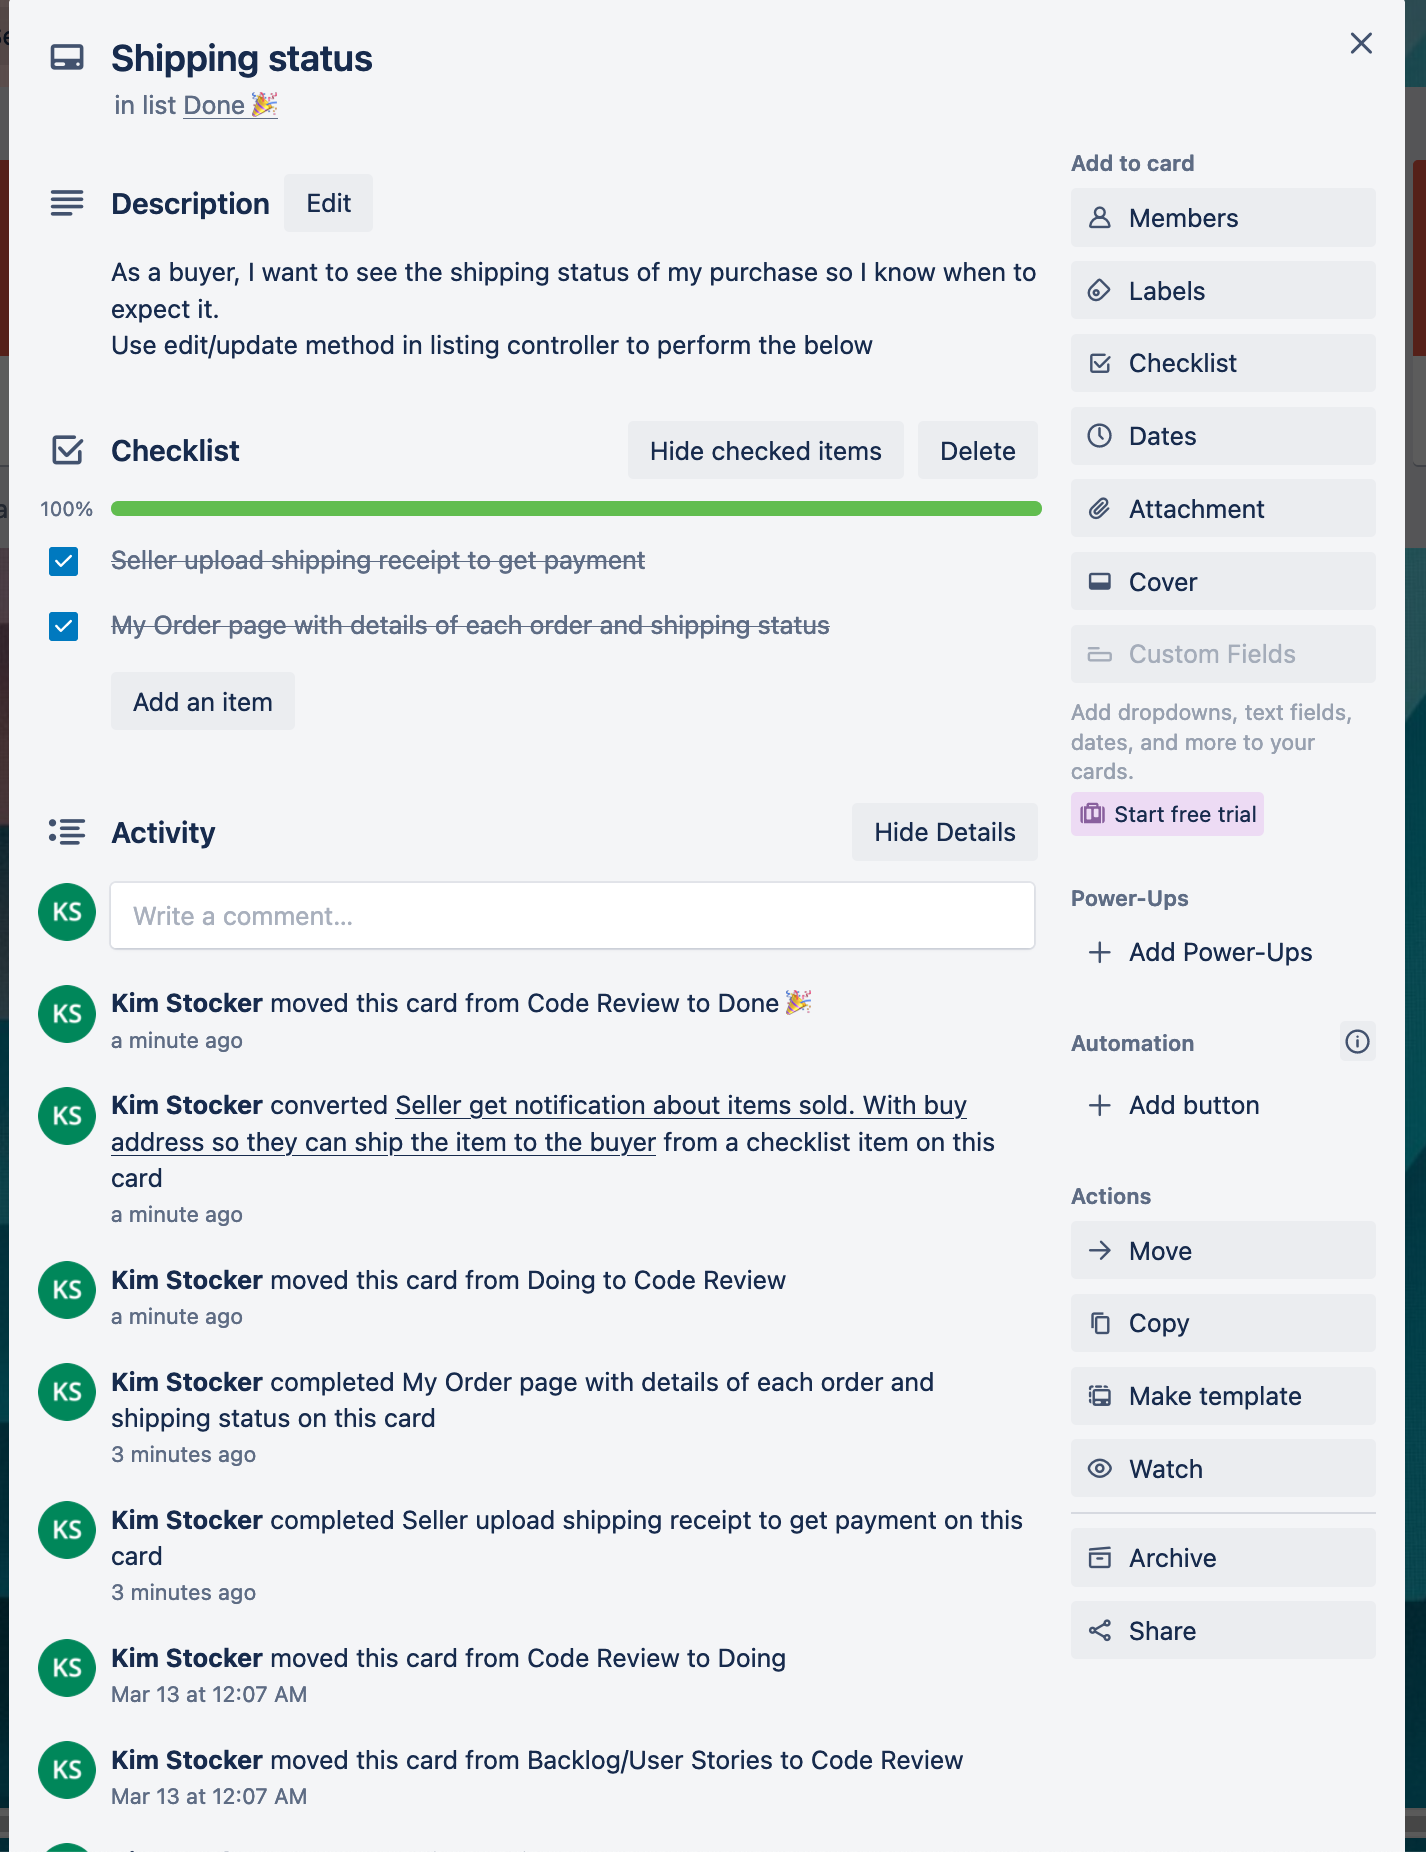 Shipping status
in list Done 🎉
Description
Edit
As a buyer, I want to see the shipping status of my purchase so I know when to
expect it.
Use edit/update method in listing controller to perform the below
Checklist
Hide checked items
Delete
100%
Seller upload shipping receipt to get payment
My Order page with details of each order and shipping status
Add an item
Activity
Hide Details
KS
Write a comment...
KS
Kim Stocker moved this card from Code Review to Done 🎉
a minute ago
KS
Kim Stocker converted Seller get notification about items sold. With buy
address so they can ship the item to the buyer from a checklist item on this
card
a minute ago
KS
Kim Stocker moved this card from Doing to Code Review
a minute ago
KS
Kim Stocker completed My Order page with details of each order and
shipping status on this card
3 minutes ago
KS
Kim Stocker completed Seller upload shipping receipt to get payment on this
card
3 minutes ago
KS
Kim Stocker moved this card from Code Review to Doing
Mar 13 at 12:07 AM
KS
Kim Stocker moved this card from Backlog/User Stories to Code Review
Mar 13 at 12:07 AM
Add to card
Members
Labels
Checklist
Dates
Attachment
Cover
Custom Fields
Add dropdowns, text fields,
dates, and more to your
cards.
Start free trial
Power-Ups
Add Power-Ups
Automation
Add button
Actions
Move
Copy
Make template
Watch
Archive
Share